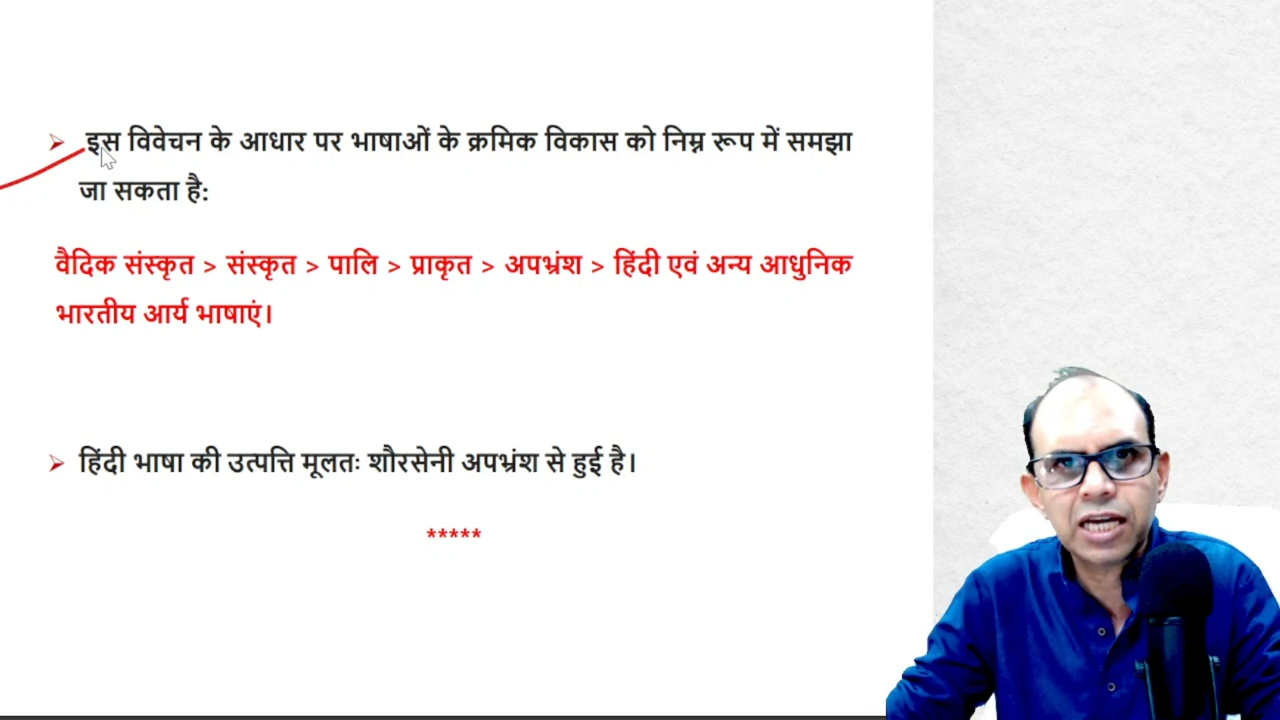 इस विवेचन के आधार पर भाषाओं के क्रमिक विकास को निम्न रूप में समझा
जा सकता है:
वैदिक संस्कृत > संस्कृत > पालि > प्राकृत > अपभ्रंश > हिंदी एवं अन्य आधुनिक
भारतीय आर्य भाषाएं।
हिंदी भाषा की उत्पत्ति मूलतः शौरसेनी अपभ्रंश से हुई है।
*****